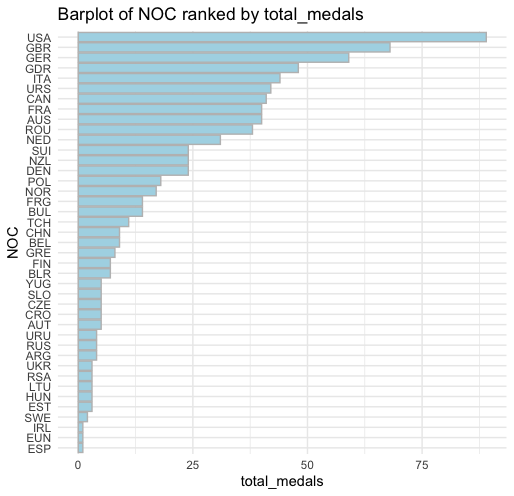 Barplot of NOC ranked by total_medals
USA
GBR
GER
GDR
ITA
URS
CAN
FRA
AUS
ROU
NED
SUI
NZL
DEN
POL
NOR
FRG
BUL
TCH
CHN
BEL
GRE
FIN
BLR
YUG
SLO
CZE
CRO
AUT
URU
RUS
ARG
UKR
RSA
LTU
HUN
EST
SWE
IRL
EUN
ESP
NOC
0 25 50 75
total_medals